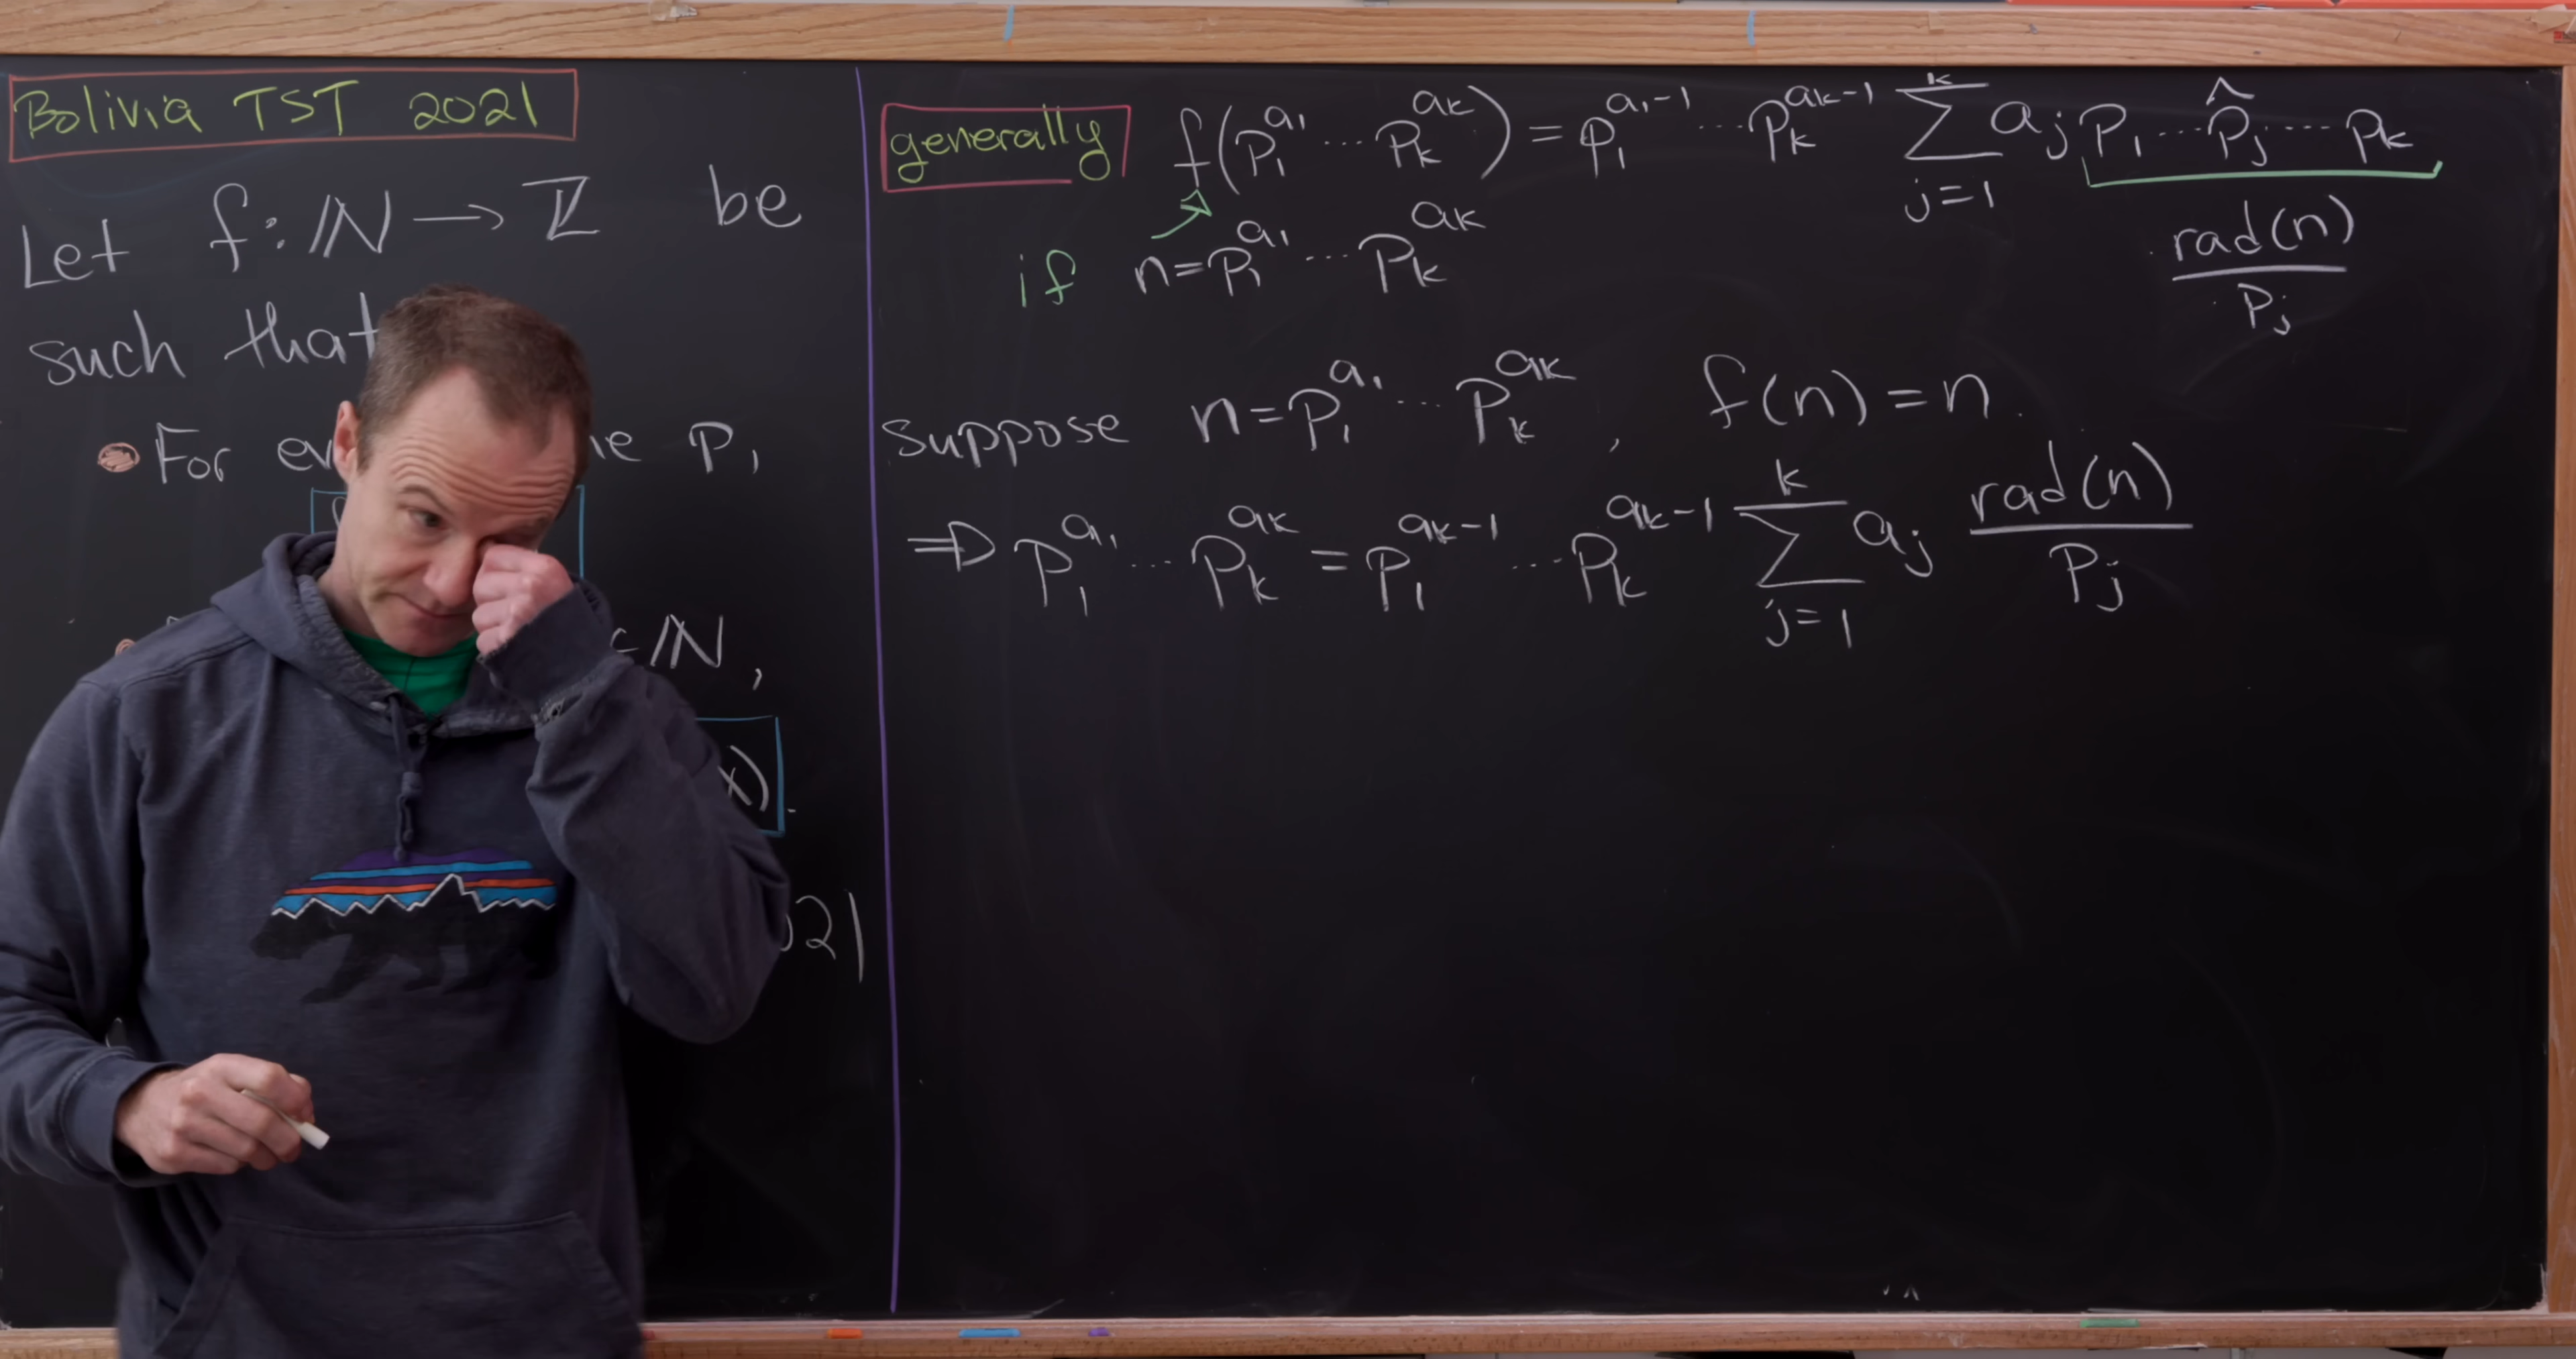 Bolivia TST 2021
Let f: ℕ → ℤ be
such that
• For p,
ℕ,
x).
generally f(p₁^{a₁} ⋯ p_k^{a_k}) = p₁^{a₁-1} ⋯ p_k^{a_k-1} ∑_{j=1}^{k} a_j p₁ ⋯ p̂_j ⋯ p_k
rad(n)/p_j
if n = p₁^{a₁} ⋯ p_k^{a_k}
suppose n = p₁^{a₁} ⋯ p_k^{a_k}, f(n) = n.
⇒ p₁^{a₁} ⋯ p_k^{a_k} = p₁^{a_k-1} ⋯ p_k^{a_k-1} ∑_{j=1}^{k} a_j rad(n)/p_j